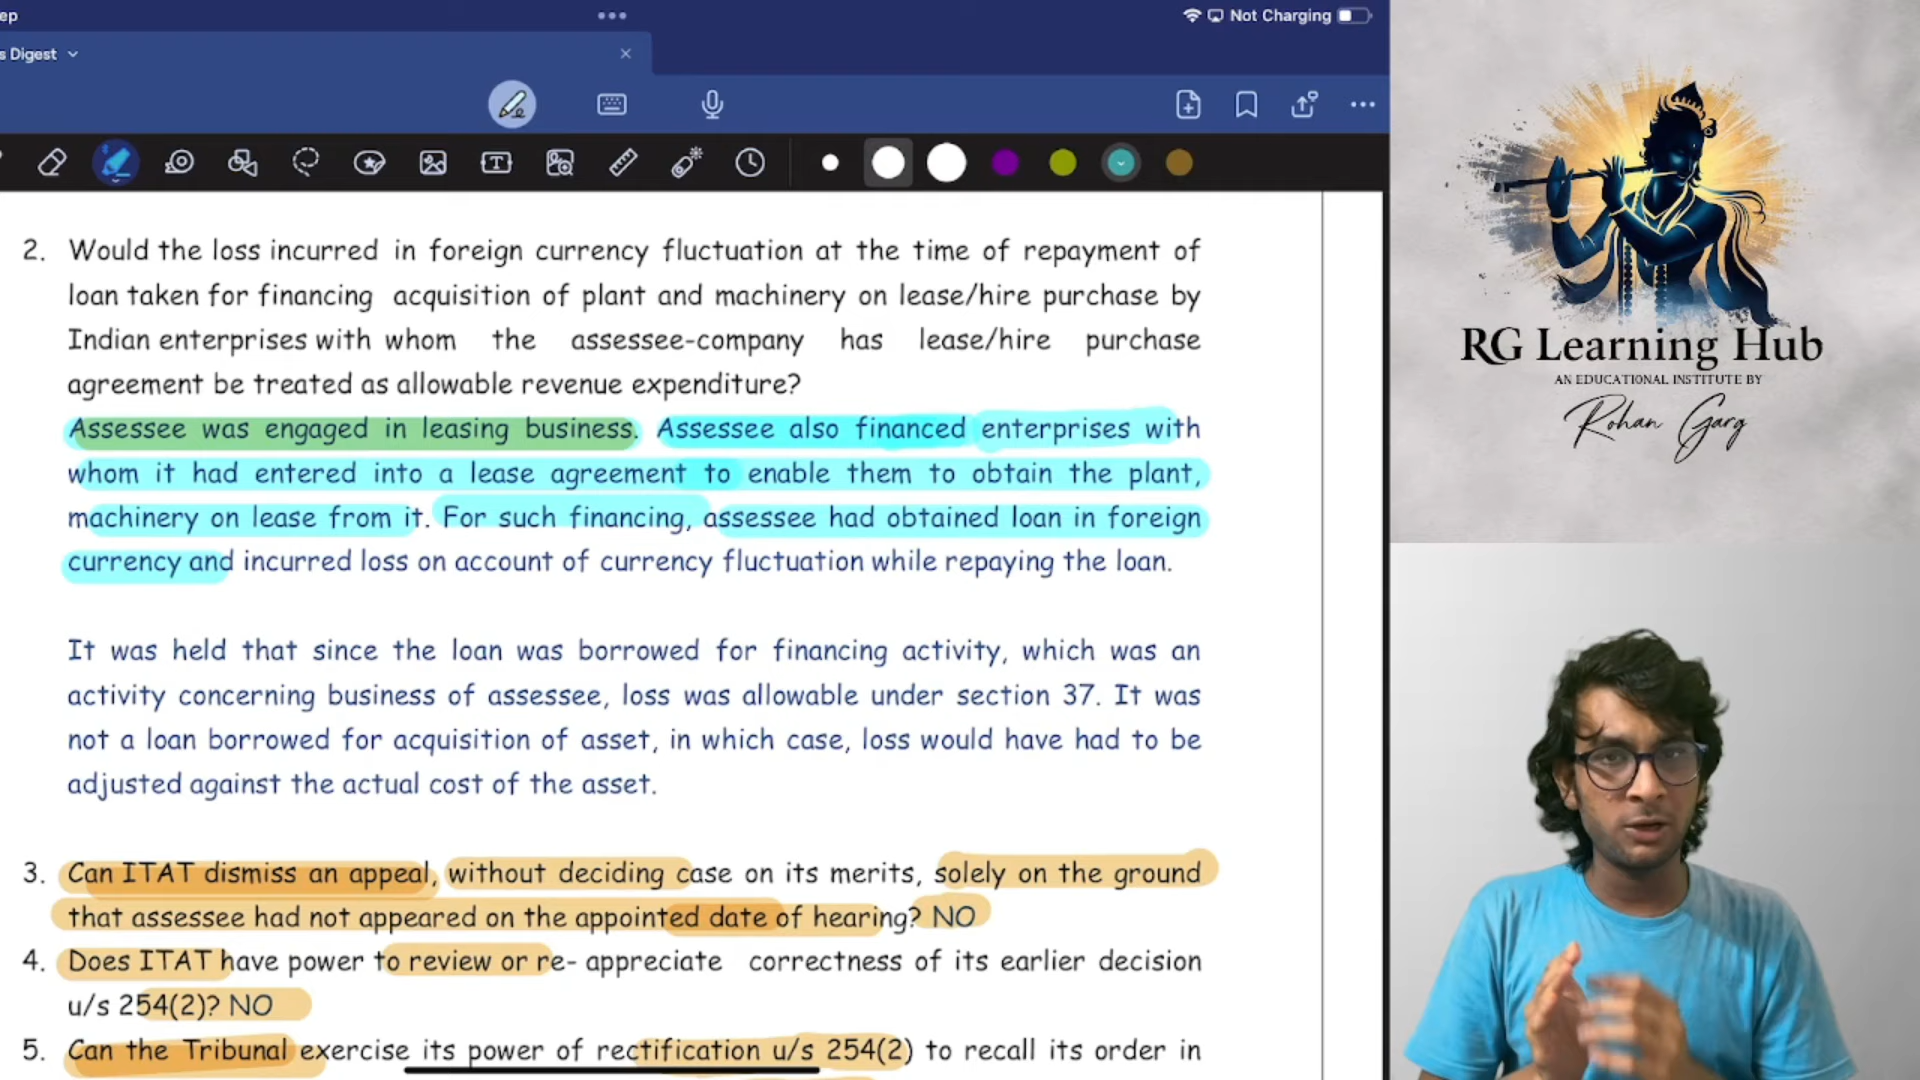 ep
Not Charging
s Digest
2. Would the loss incurred in foreign currency fluctuation at the time of repayment of
loan taken for financing acquisition of plant and machinery on lease/hire purchase by
Indian enterprises with whom the assessee-company has lease/hire purchase
agreement be treated as allowable revenue expenditure?
Assessee was engaged in leasing business. Assessee also financed enterprises with
whom it had entered into a lease agreement to enable them to obtain the plant,
machinery on lease from it. For such financing, assessee had obtained loan in foreign
currency and incurred loss on account of currency fluctuation while repaying the loan.
It was held that since the loan was borrowed for financing activity, which was an
activity concerning business of assessee, loss was allowable under section 37. It was
not a loan borrowed for acquisition of asset, in which case, loss would have had to be
adjusted against the actual cost of the asset.
3. Can ITAT dismiss an appeal, without deciding case on its merits, solely on the ground
that assessee had not appeared on the appointed date of hearing? NO
4. Does ITAT have power to review or re- appreciate correctness of its earlier decision
u/s 254(2)? NO
5. Can the Tribunal exercise its power of rectification u/s 254(2) to recall its order in
RG Learning Hub
AN EDUCATIONAL INSTITUTE BY
Rohan Garg